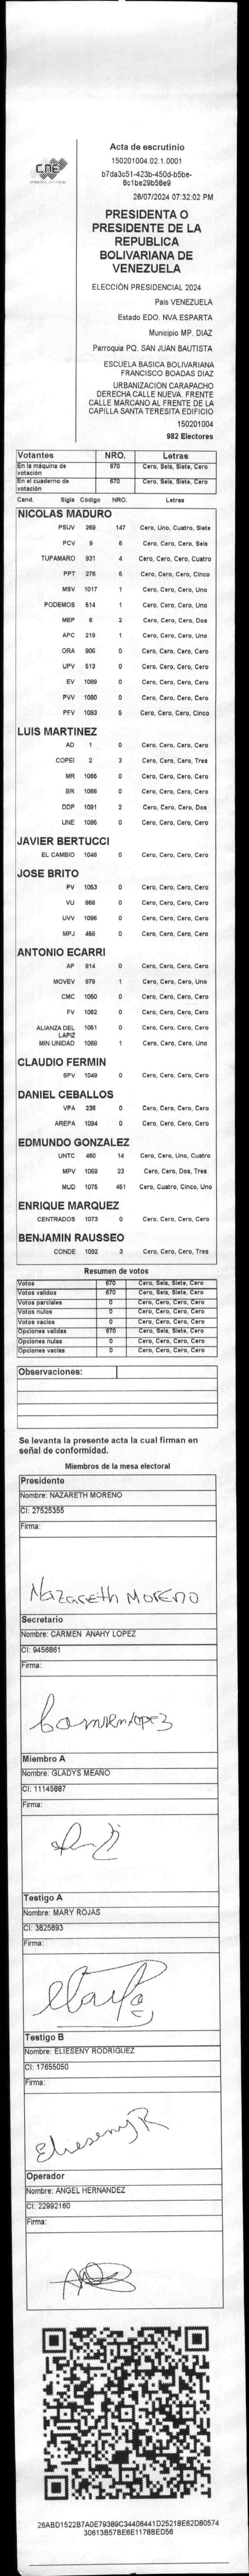 CNE
Acta de escrutinio
150201004.02.1.0001
b7da3c51-423b-450d-b5be-
8c1be29b58e9
28/07/2024 07:32:02 PM
PRESIDENTA O
PRESIDENTE DE LA
REPUBLICA
BOLIVARIANA DE
VENEZUELA
ELECCIÓN PRESIDENCIAL 2024
Pais VENEZUELA
Estado EDO. NVA.ESPARTA
Municipio MP. DIAZ
Parroquia PQ. SAN JUAN BAUTISTA
ESCUELA BASICA BOLIVARIANA
FRANCISCO BOADAS DIAZ
URBANIZACION CARAPACHO
DERECHA CALLE NUEVA. FRENTE
CALLE MARCANO AL FRENTE DE LA
CAPILLA SANTA TERESITA EDIFICIO
150201004
982 Electores
Votantes NRO. Letras
En la máquina de votación 670 Cero, Seis, Siete, Cero
En el cuaderno de votación 670 Cero, Seis, Siete, Cero
Cand. Sigla Código NRO. Letras
NICOLAS MADURO
PSUV 269 147 Cero, Uno, Cuatro, Siete
PCV 9 6 Cero, Cero, Cero, Seis
TUPAMARO 931 4 Cero, Cero, Cero, Cuatro
PPT 276 5 Cero, Cero, Cero, Cinco
MSV 1017 1 Cero, Cero, Cero, Uno
PODEMOS 514 1 Cero, Cero, Cero, Uno
MEP 6 2 Cero, Cero, Cero, Dos
APC 219 1 Cero, Cero, Cero, Uno
ORA 906 0 Cero, Cero, Cero, Cero
UPV 513 0 Cero, Cero, Cero, Cero
EV 1089 0 Cero, Cero, Cero, Cero
PVV 1090 0 Cero, Cero, Cero, Cero
PFV 1093 5 Cero, Cero, Cero, Cinco
LUIS MARTINEZ
AD 1 0 Cero, Cero, Cero, Cero
COPEI 2 3 Cero, Cero, Cero, Tres
MR 1065 0 Cero, Cero, Cero, Cero
BR 1066 0 Cero, Cero, Cero, Cero
DDP 1091 2 Cero, Cero, Cero, Dos
UNE 1095 0 Cero, Cero, Cero, Cero
JAVIER BERTUCCI
EL CAMBIO 1048 0 Cero, Cero, Cero, Cero
JOSE BRITO
PV 1053 0 Cero, Cero, Cero, Cero
VU 968 0 Cero, Cero, Cero, Cero
UVV 1096 0 Cero, Cero, Cero, Cero
MPJ 459 0 Cero, Cero, Cero, Cero
ANTONIO ECARRI
AP 814 0 Cero, Cero, Cero, Cero
MOVEV 979 1 Cero, Cero, Cero, Uno
CMC 1050 0 Cero, Cero, Cero, Cero
FV 1062 0 Cero, Cero, Cero, Cero
ALIANZA DEL LAPIZ 1051 0 Cero, Cero, Cero, Cero
MIN UNIDAD 1068 1 Cero, Cero, Cero, Uno
CLAUDIO FERMIN
SPV 1049 0 Cero, Cero, Cero, Cero
DANIEL CEBALLOS
VPA 236 0 Cero, Cero, Cero, Cero
AREPA 1094 0 Cero, Cero, Cero, Cero
EDMUNDO GONZALEZ
UNTC 460 14 Cero, Cero, Uno, Cuatro
MPV 1069 23 Cero, Cero, Dos, Tres
MUD 1075 451 Cero, Cuatro, Cinco, Uno
ENRIQUE MARQUEZ
CENTRADOS 1073 0 Cero, Cero, Cero, Cero
BENJAMIN RAUSSEO
CONDE 1092 3 Cero, Cero, Cero, Tres
Resumen de votos
Votos 670 Cero, Seis, Siete, Cero
Votos validos 670 Cero, Seis, Siete, Cero
Votos parciales 0 Cero, Cero, Cero, Cero
Votos nulos 0 Cero, Cero, Cero, Cero
Votos vacios 0 Cero, Cero, Cero, Cero
Opciones validas 670 Cero, Seis, Siete, Cero
Opciones nulas 0 Cero, Cero, Cero, Cero
Opciones vacias 0 Cero, Cero, Cero, Cero
Observaciones:
Se levanta la presente acta la cual firman en
señal de conformidad.
Miembros de la mesa electoral
Presidente
Nombre: NAZARETH MORENO
CI: 27525355
Firma:
Nazareth MORENO
Secretario
Nombre: CARMEN ANAHY LOPEZ
CI: 9456861
Firma:
Carmen Lopez
Miembro A
Nombre: GLADYS MEAÑO
CI: 11145867
Firma:
Testigo A
Nombre: MARY ROJAS
CI: 3825893
Firma:
Testigo B
Nombre: ELIESENY RODRIGUEZ
CI: 17655050
Firma:
Elieseny R
Operador
Nombre: ANGEL HERNANDEZ
CI: 22992160
Firma:
26ABD1522B7A0E79389C34406441D25218E62D80574
30613B57BE6E1178BED56